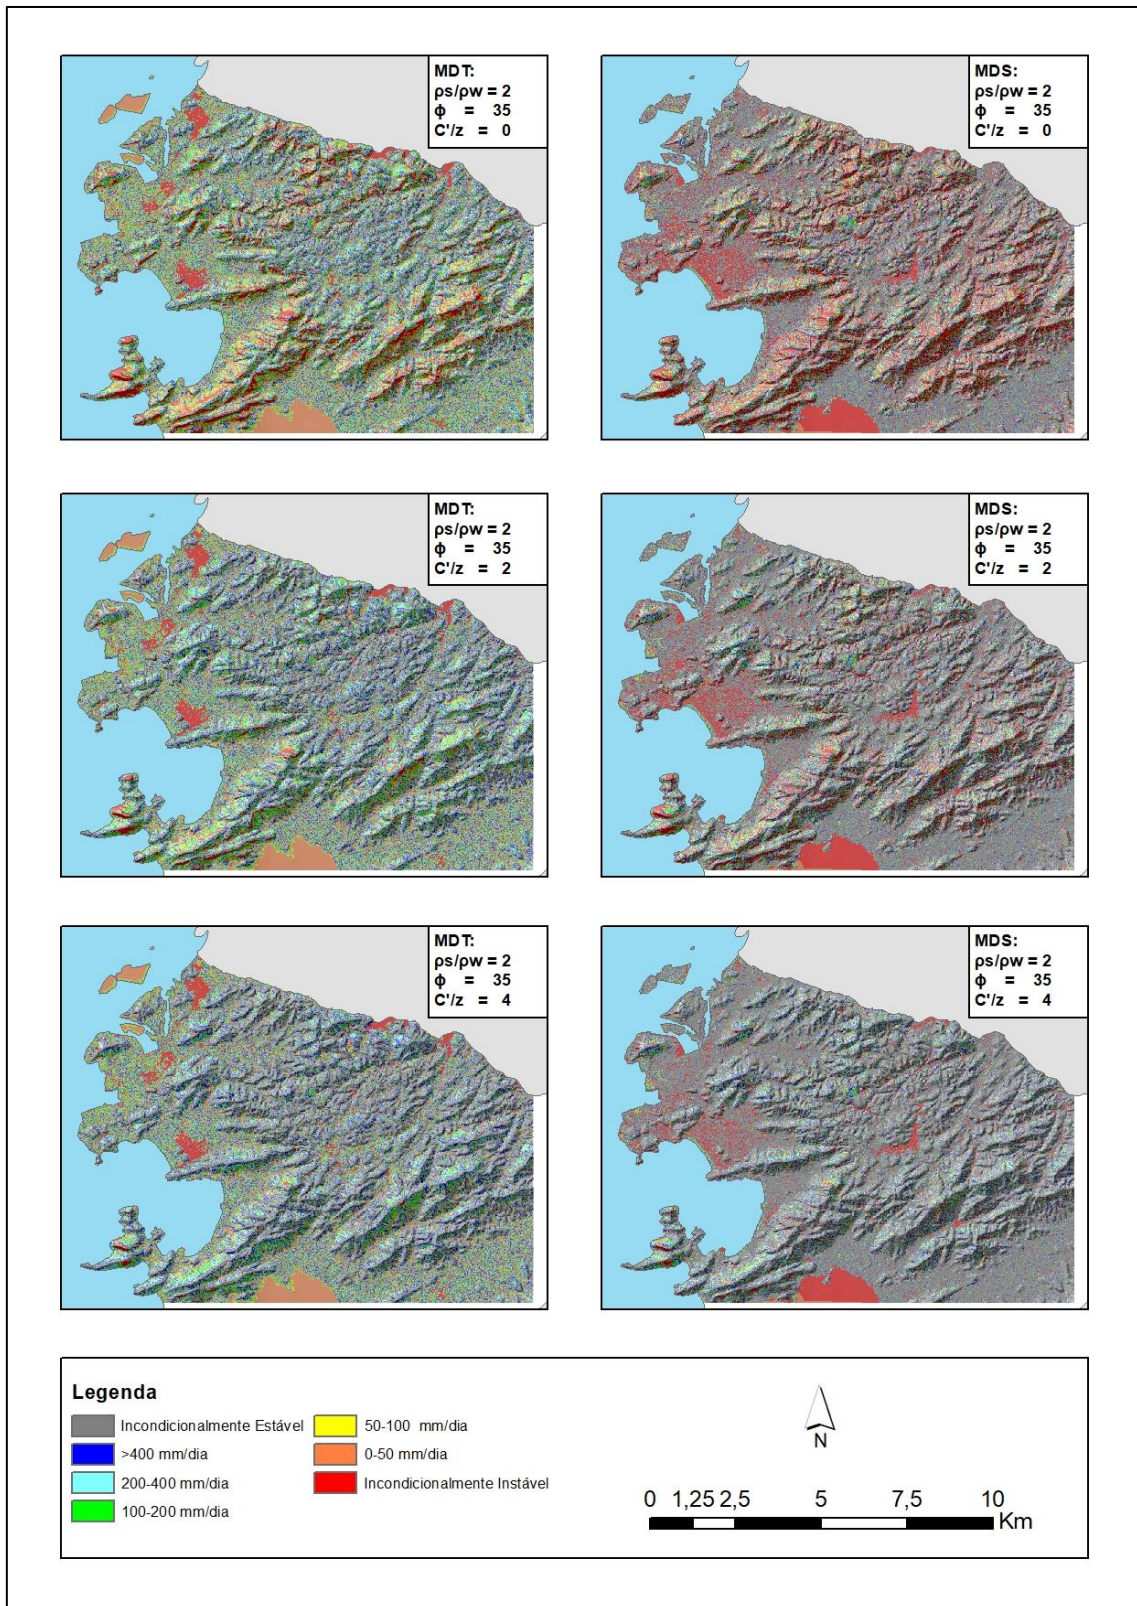 MDT:
ρs/ρw = 2
ϕ = 35
C'/z = 0
MDS:
ρs/ρw = 2
ϕ = 35
C'/z = 0
MDT:
ρs/ρw = 2
ϕ = 35
C'/z = 2
MDS:
ρs/ρw = 2
ϕ = 35
C'/z = 2
MDT:
ρs/ρw = 2
ϕ = 35
C'/z = 4
MDS:
ρs/ρw = 2
ϕ = 35
C'/z = 4
Legenda
Incondicionalmente Estável
>400 mm/dia
200-400 mm/dia
100-200 mm/dia
50-100 mm/dia
0-50 mm/dia
Incondicionalmente Instável
N
0 1,25 2,5 5 7,5 10
Km